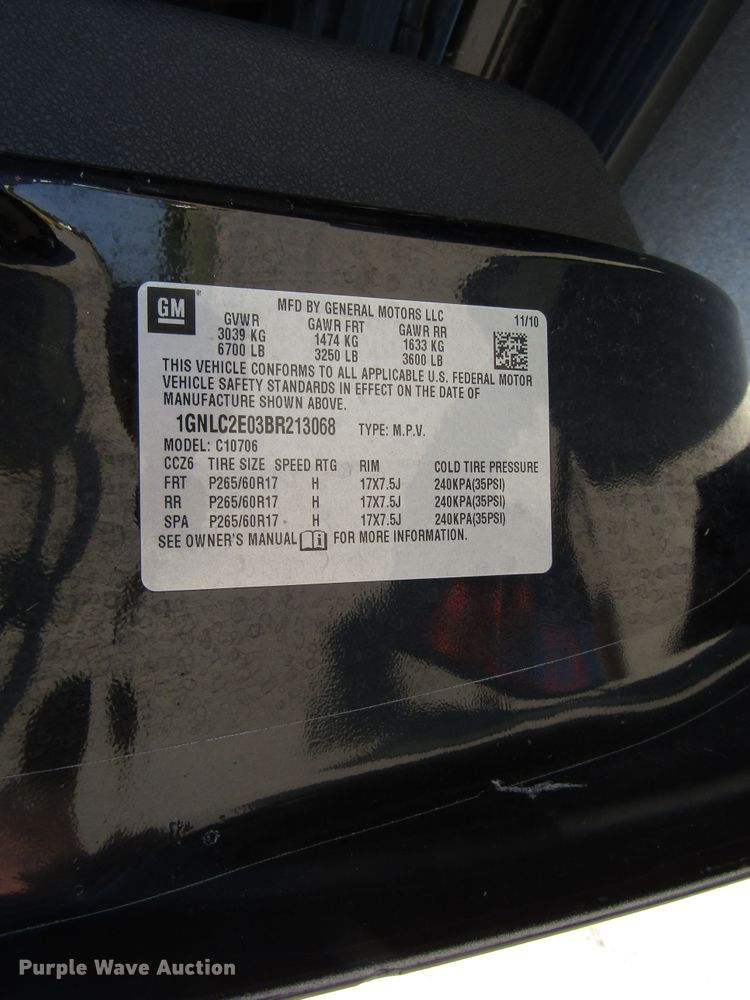 GM
MFD BY GENERAL MOTORS LLC
GVWR GAWR FRT GAWR RR 11/10
3039 KG 1474 KG 1633 KG
6700 LB 3250 LB 3600 LB
THIS VEHICLE CONFORMS TO ALL APPLICABLE U.S. FEDERAL MOTOR
VEHICLE SAFETY STANDARDS IN EFFECT ON THE DATE OF
MANUFACTURE SHOWN ABOVE.
1GNLC2E03BR213068 TYPE: M.P.V.
MODEL: C10706
CCZ6 TIRE SIZE SPEED RTG RIM COLD TIRE PRESSURE
FRT P265/60R17 H 17X7.5J 240KPA(35PSI)
RR P265/60R17 H 17X7.5J 240KPA(35PSI)
SPA P265/60R17 H 17X7.5J 240KPA(35PSI)
SEE OWNER'S MANUAL FOR MORE INFORMATION.
Purple Wave Auction